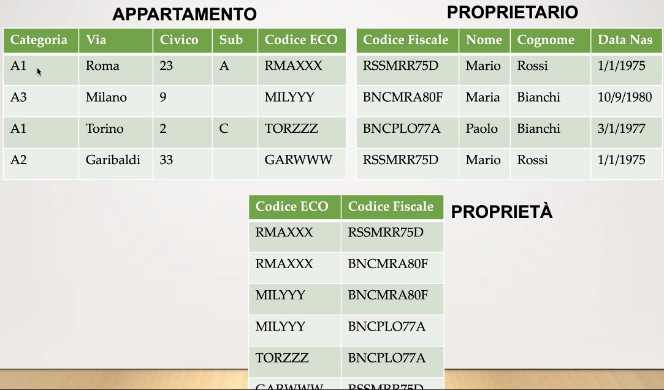 APPARTAMENTO
Categoria Via Civico Sub Codice ECO
A1 Roma 23 A RMAXXX
A3 Milano 9 MILYYY
A1 Torino 2 C TORZZZ
A2 Garibaldi 33 GARWWW
PROPRIETARIO
Codice Fiscale Nome Cognome Data Nas
RSSMRR75D Mario Rossi 1/1/1975
BNCMRA80F Maria Bianchi 10/9/1980
BNCPLO77A Paolo Bianchi 3/1/1977
RSSMRR75D Mario Rossi 1/1/1975
PROPRIETÀ
Codice ECO Codice Fiscale
RMAXXX RSSMRR75D
RMAXXX BNCMRA80F
MILYYY BNCMRA80F
MILYYY BNCPLO77A
TORZZZ BNCPLO77A
GARWWW RSSMRR75D